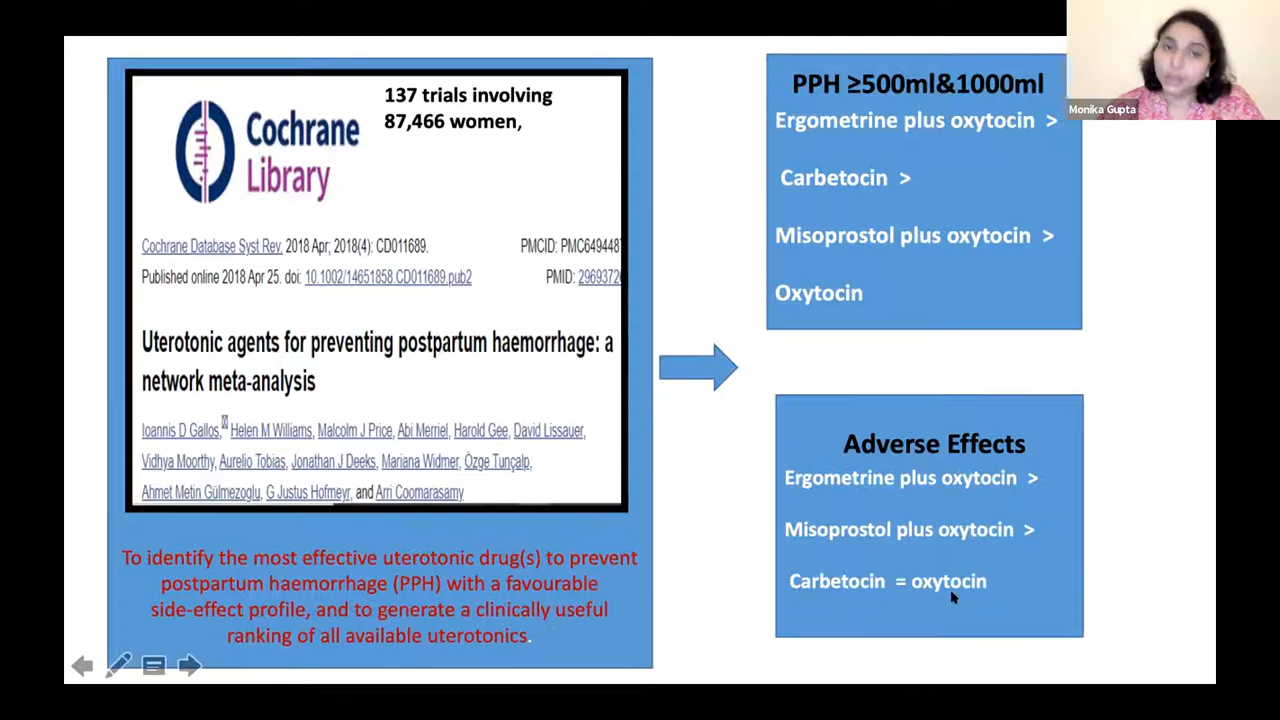 137 trials involving
87,466 women,
Cochrane
Library
Cochrane Database Syst Rev. 2018 Apr; 2018(4): CD011689.
PMCID: PMC6494487
Published online 2018 Apr 25. doi: 10.1002/14651858.CD011689.pub2
PMID: 2969372
Uterotonic agents for preventing postpartum haemorrhage: a
network meta-analysis
Ioannis D Gallos, Helen M Williams, Malcolm J Price, Abi Merriel, Harold Gee, David Lissauer,
Vidhya Moorthy, Aurelio Tobias, Jonathan J Deeks, Mariana Widmer, Özge Tunçalp,
Ahmet Metin Gülmezoglu, G Justus Hofmeyr, and Arri Coomarasamy
To identify the most effective uterotonic drug(s) to prevent
postpartum haemorrhage (PPH) with a favourable
side-effect profile, and to generate a clinically useful
ranking of all available uterotonics.
PPH ≥500ml&1000ml
Ergometrine plus oxytocin >
Carbetocin >
Misoprostol plus oxytocin >
Oxytocin
Adverse Effects
Ergometrine plus oxytocin >
Misoprostol plus oxytocin >
Carbetocin = oxytocin
Monika Gupta